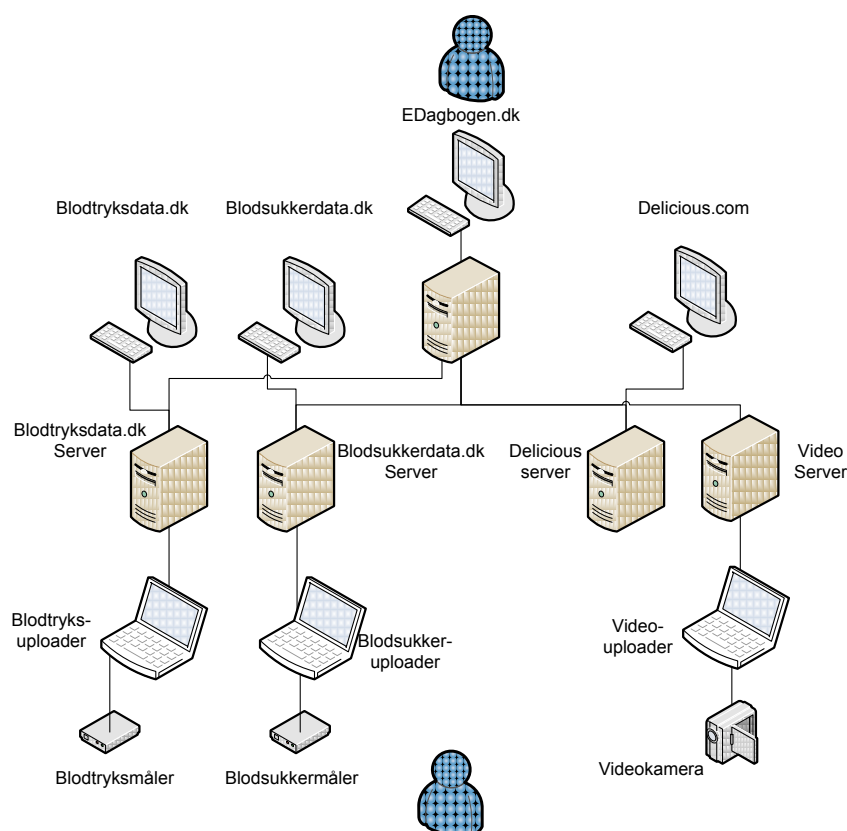 EDagbogen.dk
Blodtryksdata.dk
Blodsukkerdata.dk
Delicious.com
Blodtryksdata.dk
Server
Blodsukkerdata.dk
Server
Delicious
server
Video
Server
Blodtryks-
uploader
Blodsukker-
uploader
Video-
uploader
Blodtryksmåler
Blodsukkermåler
Videokamera